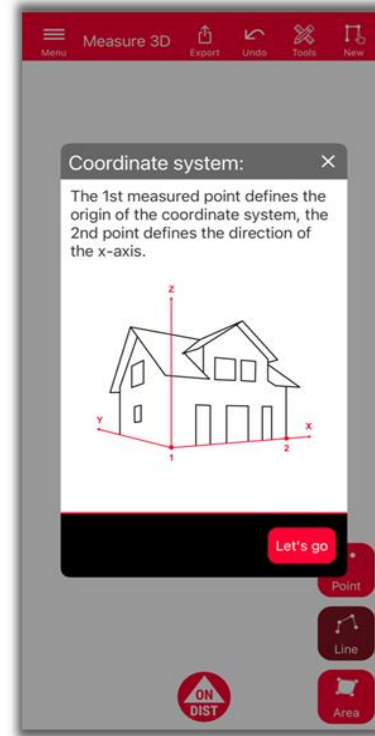 Menu
Measure 3D
Export
Undo
Tools
New
Coordinate system:
The 1st measured point defines the
origin of the coordinate system, the
2nd point defines the direction of
the x-axis.
Z
Y
X
1
2
Let's go
Point
Line
ON
DIST
Area